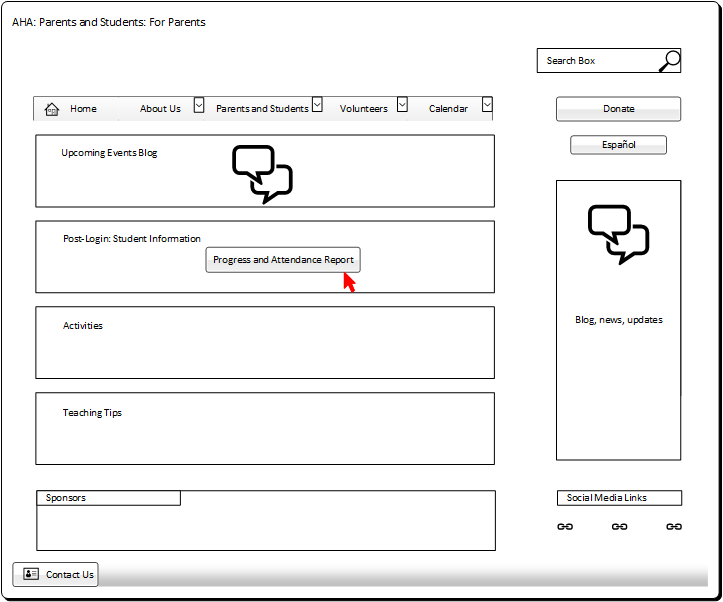 AHA: Parents and Students: For Parents
Search Box
Home
About Us
Parents and Students
Volunteers
Calendar
Donate
Español
Upcoming Events Blog
Post-Login: Student Information
Progress and Attendance Report
Blog, news, updates
Activities
Teaching Tips
Sponsors
Social Media Links
Contact Us